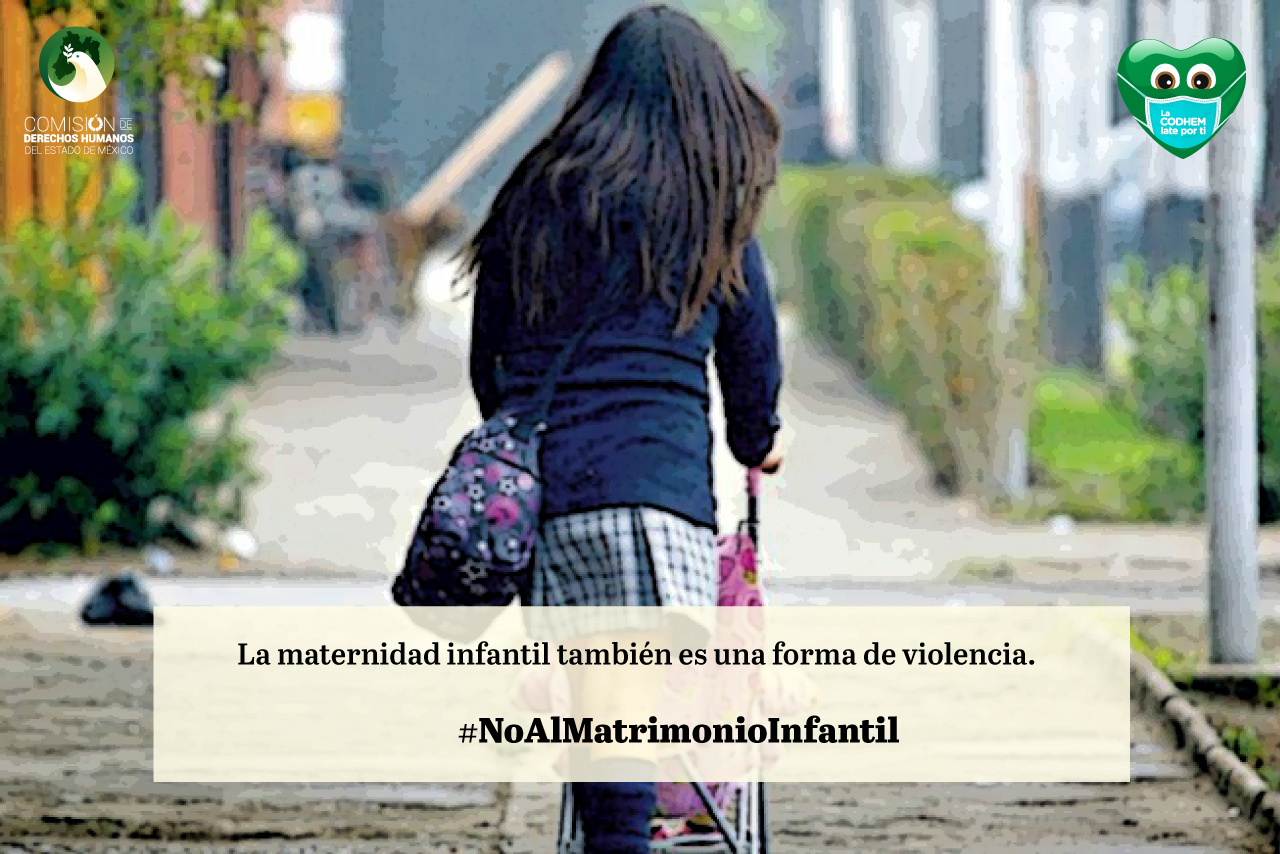 COMISIÓN DE
DERECHOS HUMANOS
DEL ESTADO DE MÉXICO
La
CODHEM
late por ti
La maternidad infantil también es una forma de violencia.
#NoAlMatrimonioInfantil